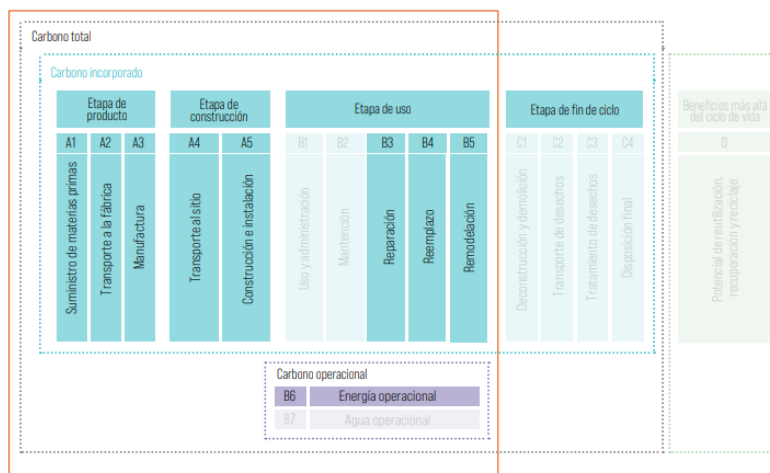 Carbono total
Carbono incorporado
Etapa de
producto
Etapa de
construcción
Etapa de uso
Etapa de fin de ciclo
Beneficios más allá
del ciclo de vida
A1
A2
A3
A4
A5
B1
B2
B3
B4
B5
C1
C2
C3
C4
D
Suministro de materias primas
Transporte a la fábrica
Manufactura
Transporte al sitio
Construcción e instalación
Uso y administración
Mantención
Reparación
Reemplazo
Remodelación
Deconstrucción y demolición
Transporte de desechos
Tratamiento de desechos
Disposición final
Potencial de reutilización,
recuperación y reciclaje
Carbono operacional
B6 Energía operacional
B7 Agua operacional